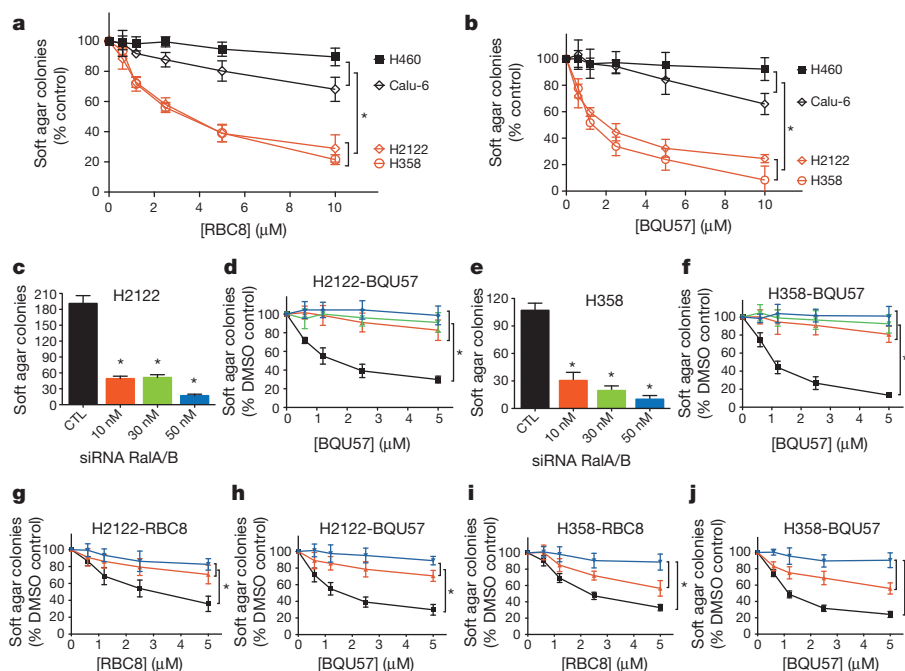 a
Soft agar colonies
(% control)
100
80
60
40
20
0
0 2 4 6 8 10
[RBC8] (μM)
H460
Calu-6
*
H2122
H358
b
Soft agar colonies
(% control)
100
80
60
40
20
0
0 2 4 6 8 10
[BQU57] (μM)
H460
Calu-6
*
H2122
H358
c
H2122
Soft agar colonies
210
180
150
120
90
60
30
0
* * *
CTL 10 nM 30 nM 50 nM
siRNA RalA/B
d
H2122-BQU57
Soft agar colonies
(% DMSO control)
100
80
60
40
20
0
0 1 2 3 4 5
[BQU57] (μM)
*
e
H358
Soft agar colonies
120
90
60
30
0
* * *
CTL 10 nM 30 nM 50 nM
siRNA RalA/B
f
H358-BQU57
Soft agar colonies
(% DMSO control)
100
80
60
40
20
0
0 1 2 3 4 5
[BQU57] (μM)
g
H2122-RBC8
Soft agar colonies
(% DMSO control)
100
80
60
40
20
0
0 1 2 3 4 5
[RBC8] (μM)
*
h
H2122-BQU57
Soft agar colonies
(% DMSO control)
100
80
60
40
20
0
0 1 2 3 4 5
[BQU57] (μM)
*
i
H358-RBC8
Soft agar colonies
(% DMSO control)
100
80
60
40
20
0
0 1 2 3 4 5
[RBC8] (μM)
*
j
H358-BQU57
Soft agar colonies
(% DMSO control)
100
80
60
40
20
0
0 1 2 3 4 5
[BQU57] (μM)